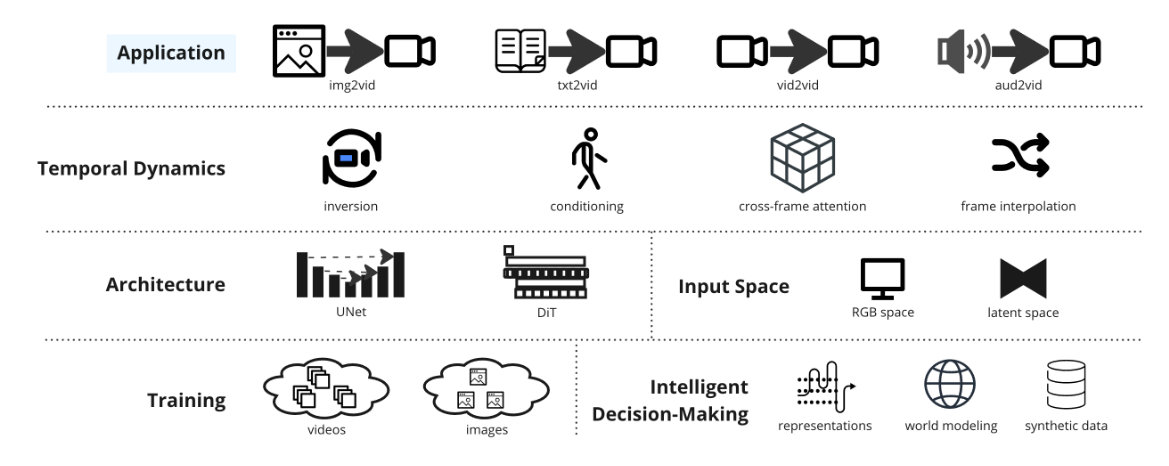 Application
img2vid
txt2vid
vid2vid
aud2vid
Temporal Dynamics
inversion
conditioning
cross-frame attention
frame interpolation
Architecture
UNet
DiT
Input Space
RGB space
latent space
Training
videos
images
Intelligent
Decision-Making
representations
world modeling
synthetic data